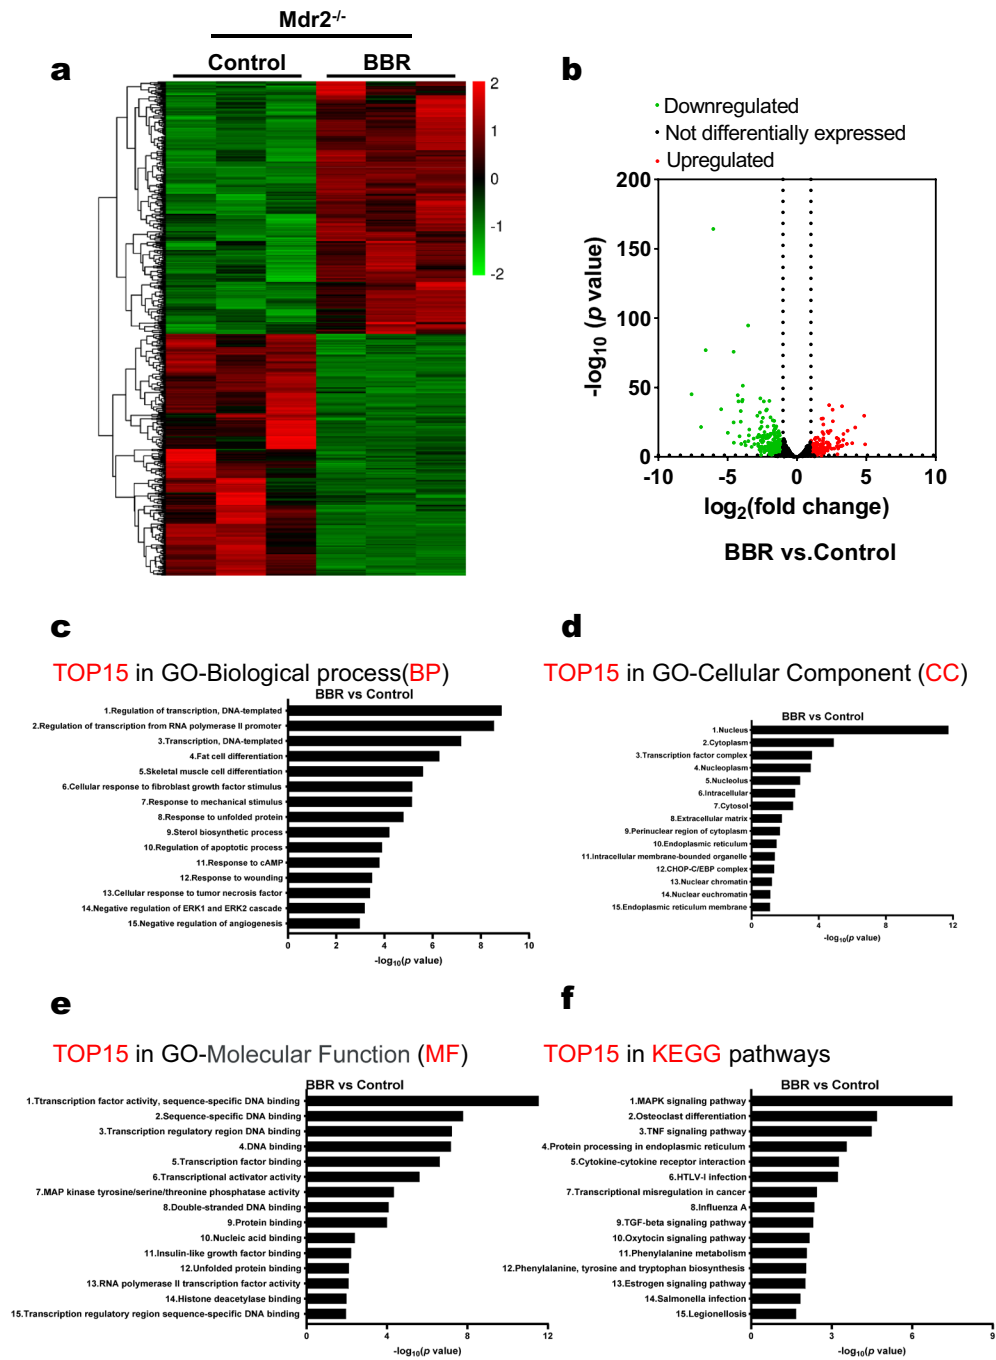 Mdr2-/-
a
Control
BBR
2
1
0
-1
-2
b
Downregulated
Not differentially expressed
Upregulated
200
150
100
50
0
-log10 (p value)
-10
-5
0
5
10
log2(fold change)
BBR vs.Control
c
TOP15 in GO-Biological process(BP)
BBR vs Control
1.Regulation of transcription, DNA-templated
2.Regulation of transcription from RNA polymerase II promoter
3.Transcription, DNA-templated
4.Fat cell differentiation
5.Skeletal muscle cell differentiation
6.Cellular response to fibroblast growth factor stimulus
7.Response to mechanical stimulus
8.Response to unfolded protein
9.Sterol biosynthetic process
10.Regulation of apoptotic process
11.Response to cAMP
12.Response to wounding
13.Cellular response to tumor necrosis factor
14.Negative regulation of ERK1 and ERK2 cascade
15.Negative regulation of angiogenesis
0 2 4 6 8 10
-log10(p value)
d
TOP15 in GO-Cellular Component (CC)
BBR vs Control
1.Nucleus
2.Cytoplasm
3.Transcription factor complex
4.Nucleoplasm
5.Nucleolus
6.Intracellular
7.Cytosol
8.Extracellular matrix
9.Perinuclear region of cytoplasm
10.Endoplasmic reticulum
11.Intracellular membrane-bounded organelle
12.CHOP-C/EBP complex
13.Nuclear chromatin
14.Nuclear euchromatin
15.Endoplasmic reticulum membrane
0 4 8 12
-log10(p value)
e
TOP15 in GO-Molecular Function (MF)
BBR vs Control
1.Ttranscription factor activity, sequence-specific DNA binding
2.Sequence-specific DNA binding
3.Transcription regulatory region DNA binding
4.DNA binding
5.Transcription factor binding
6.Transcriptional activator activity
7.MAP kinase tyrosine/serine/threonine phosphatase activity
8.Double-stranded DNA binding
9.Protein binding
10.Nucleic acid binding
11.Insulin-like growth factor binding
12.Unfolded protein binding
13.RNA polymerase II transcription factor activity
14.Histone deacetylase binding
15.Transcription regulatory region sequence-specific DNA binding
0 4 8 12
-log10(p value)
f
TOP15 in KEGG pathways
BBR vs Control
1.MAPK signaling pathway
2.Osteoclast differentiation
3.TNF signaling pathway
4.Protein processing in endoplasmic reticulum
5.Cytokine-cytokine receptor interaction
6.HTLV-I infection
7.Transcriptional misregulation in cancer
8.Influenza A
9.TGF-beta signaling pathway
10.Oxytocin signaling pathway
11.Phenylalanine metabolism
12.Phenylalanine, tyrosine and tryptophan biosynthesis
13.Estrogen signaling pathway
14.Salmonella infection
15.Legionellosis
0 3 6 9
-log10(p value)